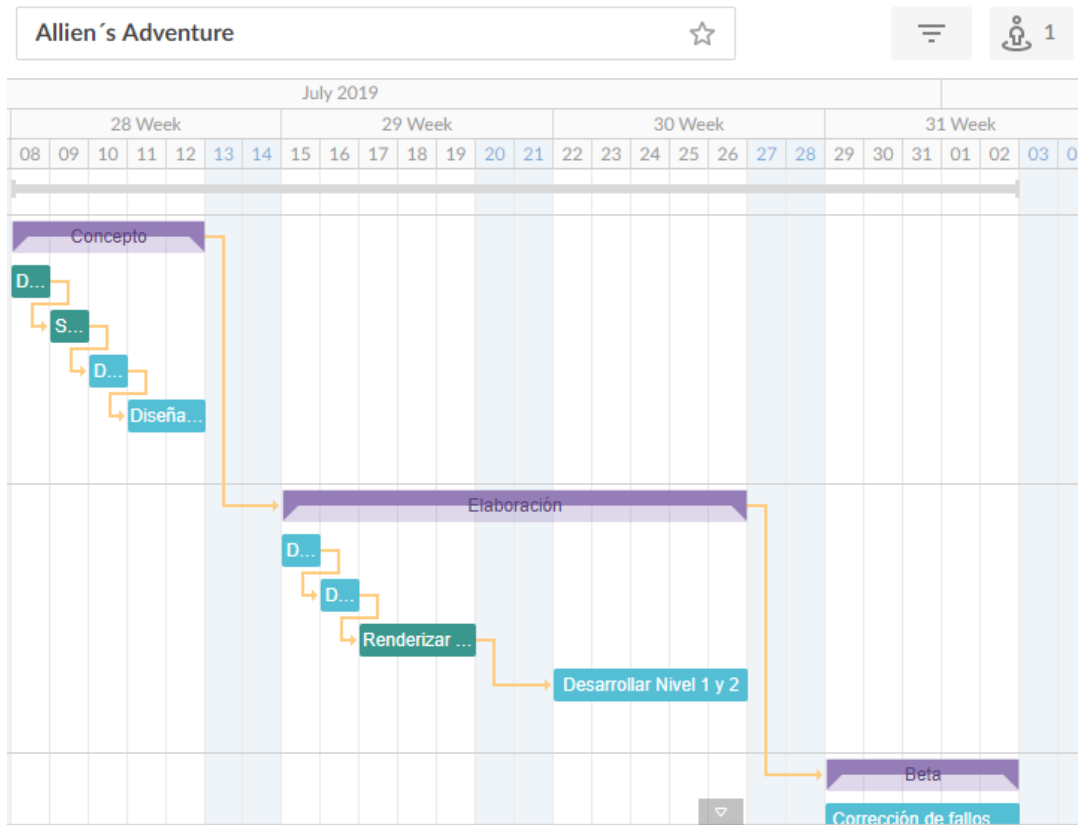 Allien´s Adventure
1
July 2019
28 Week 29 Week 30 Week 31 Week
08 09 10 11 12 13 14 15 16 17 18 19 20 21 22 23 24 25 26 27 28 29 30 31 01 02 03 0
Concepto
D...
S...
D...
Diseña...
Elaboración
D...
D...
Renderizar ...
Desarrollar Nivel 1 y 2
Beta
Corrección de fallos